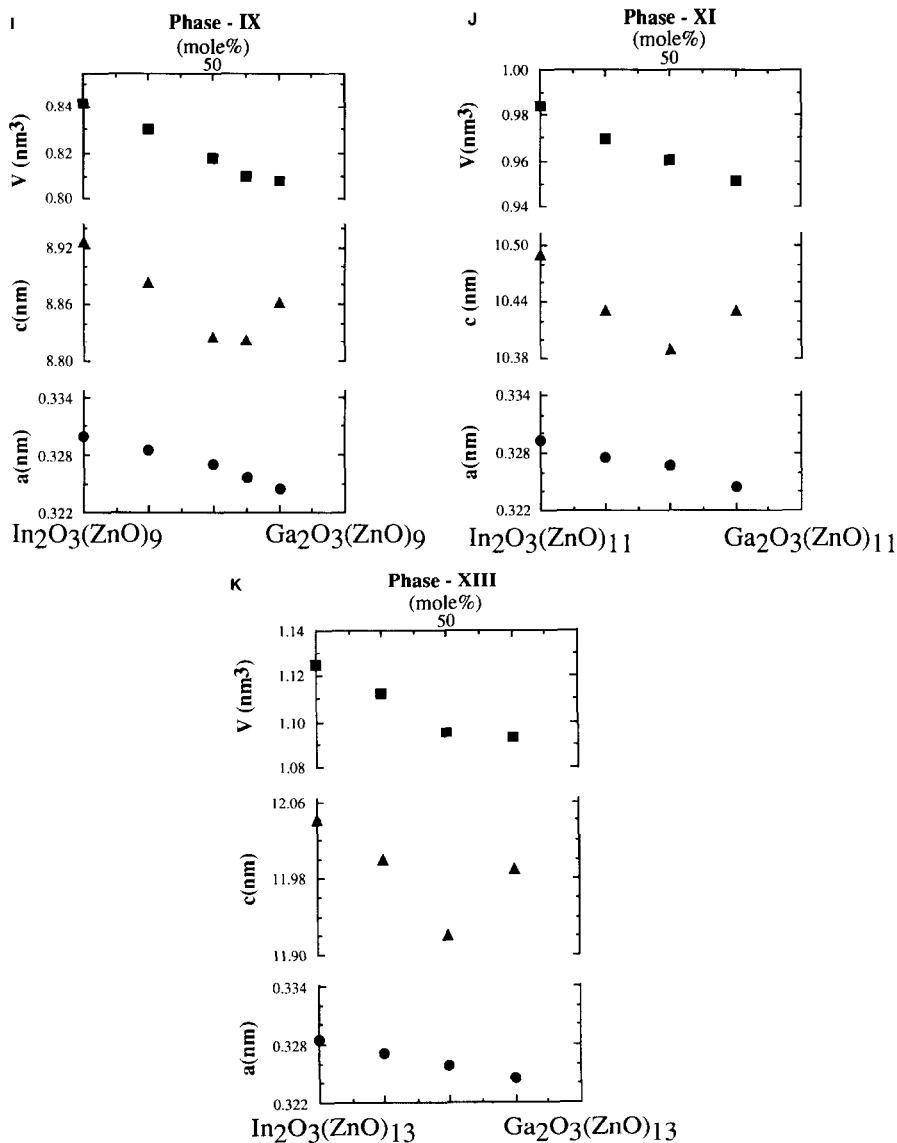 I
Phase - IX
(mole%)
50
V (nm3)
0.84
0.82
0.80
c(nm)
8.92
8.86
8.80
a(nm)
0.334
0.328
0.322
In2O3(ZnO)9
Ga2O3(ZnO)9
J
Phase - XI
(mole%)
50
V(nm3)
1.00
0.98
0.96
0.94
c (nm)
10.50
10.44
10.38
a(nm)
0.334
0.328
0.322
In2O3(ZnO)11
Ga2O3(ZnO)11
K
Phase - XIII
(mole%)
50
V (nm3)
1.14
1.12
1.10
1.08
c(nm)
12.06
11.98
11.90
a(nm)
0.334
0.328
0.322
In2O3(ZnO)13
Ga2O3(ZnO)13